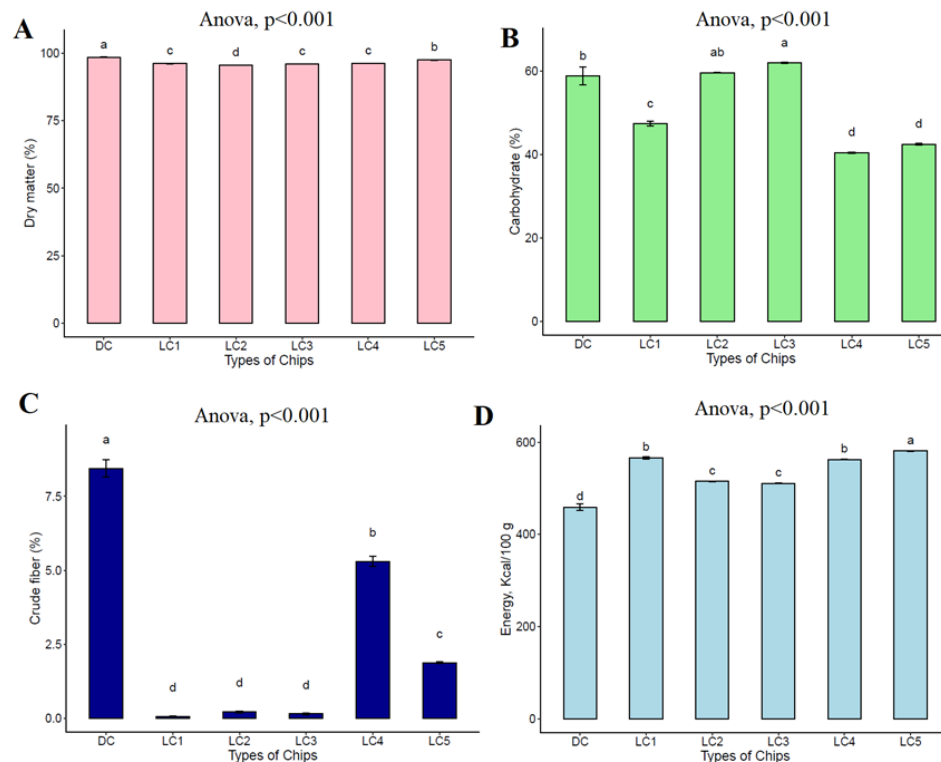 A
Anova, p<0.001
Dry matter (%)
100
75
50
25
0
a
c
d
c
c
b
DC
LC1
LC2
LC3
LC4
LC5
Types of Chips
B
Anova, p<0.001
Carbohydrate (%)
60
40
20
0
b
c
ab
a
d
d
DC
LC1
LC2
LC3
LC4
LC5
Types of Chips
C
Anova, p<0.001
Crude fiber (%)
7.5
5.0
2.5
0.0
a
d
d
d
b
c
DC
LC1
LC2
LC3
LC4
LC5
Types of Chips
D
Anova, p<0.001
Energy, Kcal/100 g
600
400
200
0
d
b
c
c
b
a
DC
LC1
LC2
LC3
LC4
LC5
Types of Chips